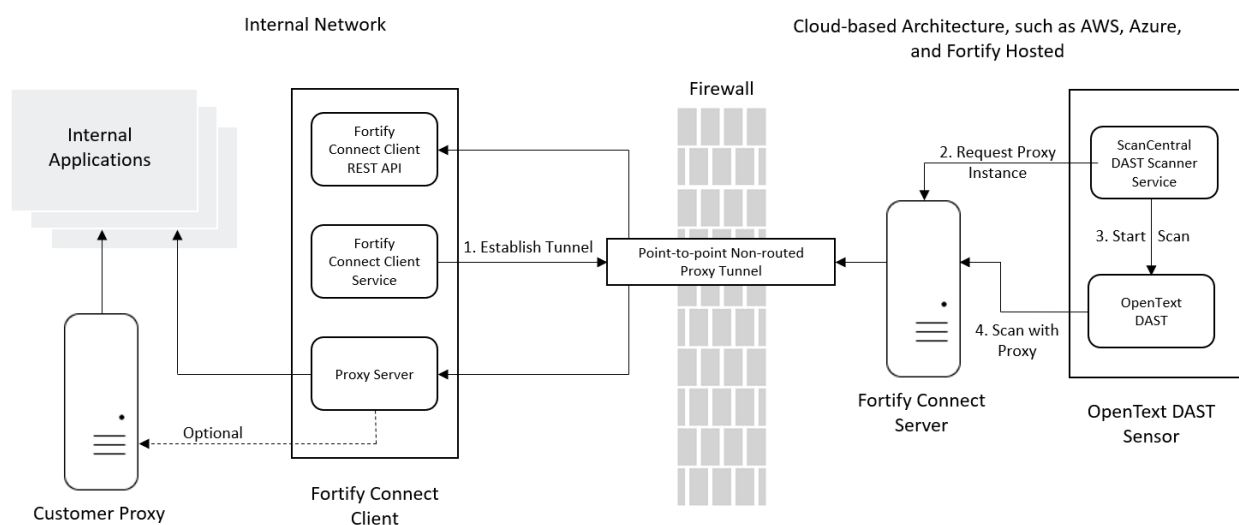 Internal Network
Cloud-based Architecture, such as AWS, Azure,
and Fortify Hosted
Firewall
Internal
Applications
Fortify
Connect Client
REST API
ScanCentral
DAST Scanner
Service
2. Request Proxy
Instance
Fortify
Connect Client
Service
1. Establish Tunnel
Point-to-point Non-routed
Proxy Tunnel
3. Start Scan
OpenText
DAST
4. Scan with
Proxy
Proxy Server
Optional
Fortify Connect
Server
OpenText DAST
Sensor
Customer Proxy
Fortify Connect
Client